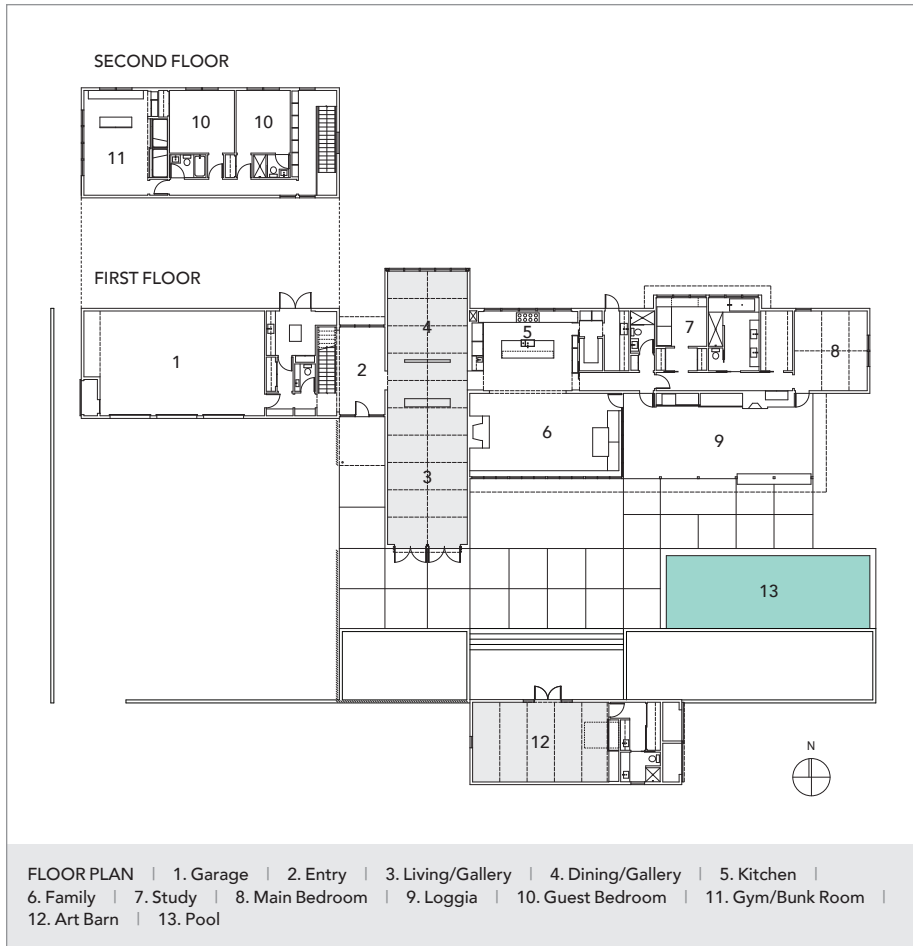 SECOND FLOOR
10
10
11
FIRST FLOOR
4
5
7
1
2
8
6
9
3
13
12
N
FLOOR PLAN | 1. Garage | 2. Entry | 3. Living/Gallery | 4. Dining/Gallery | 5. Kitchen |
6. Family | 7. Study | 8. Main Bedroom | 9. Loggia | 10. Guest Bedroom | 11. Gym/Bunk Room |
12. Art Barn | 13. Pool